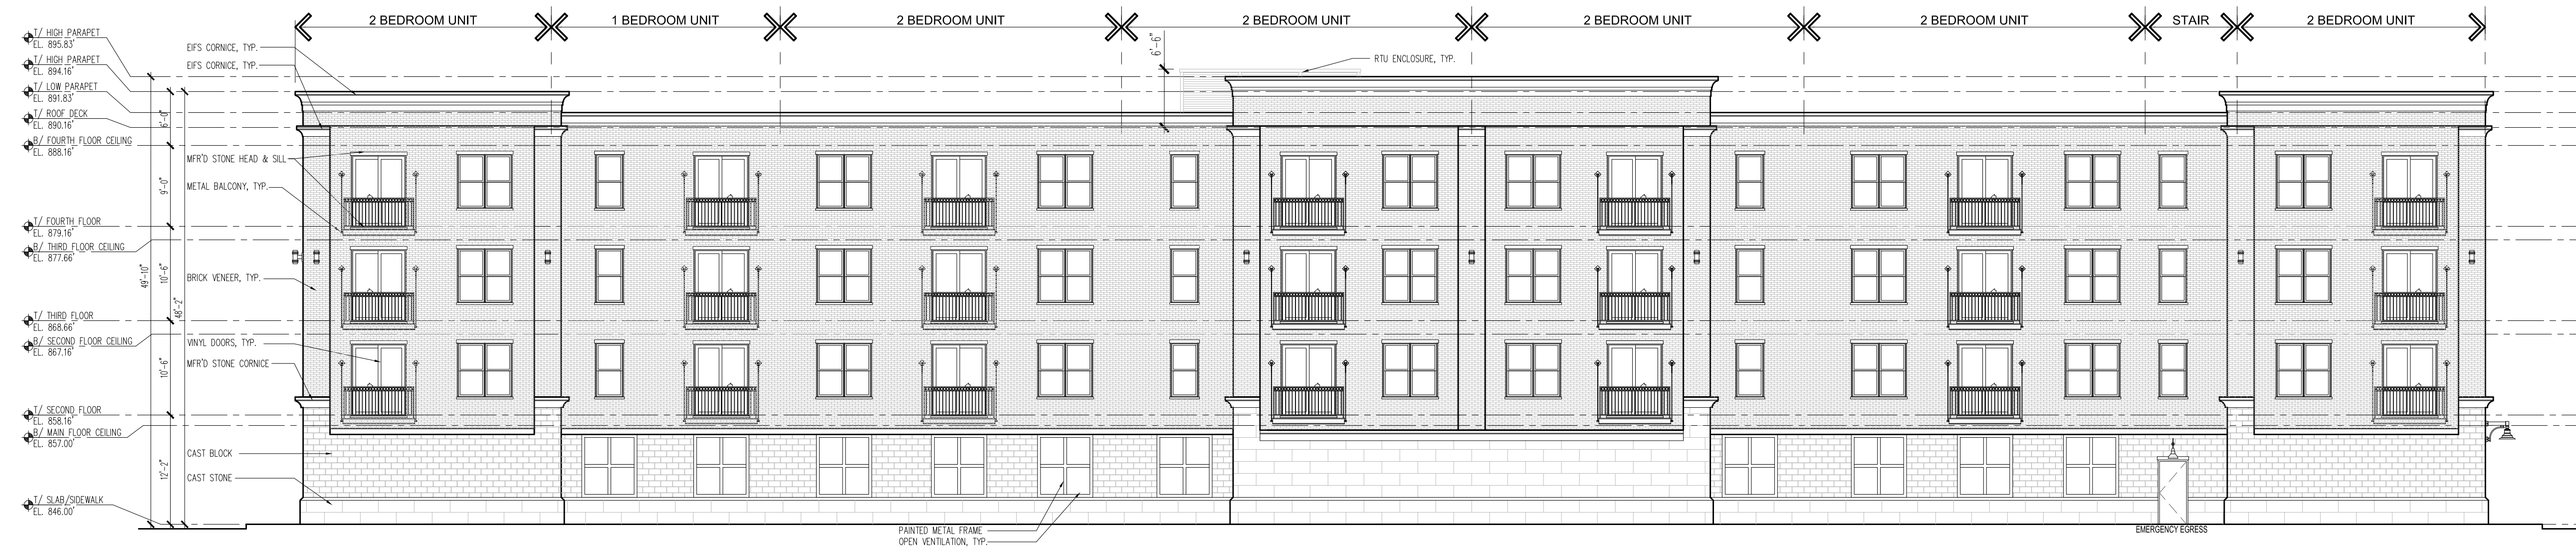 2 BEDROOM UNIT
1 BEDROOM UNIT
2 BEDROOM UNIT
2 BEDROOM UNIT
2 BEDROOM UNIT
2 BEDROOM UNIT
STAIR
2 BEDROOM UNIT
T/ HIGH PARAPET
EL. 895.83'
T/ HIGH PARAPET
EL. 894.16'
T/ LOW PARAPET
EL. 891.83'
T/ ROOF DECK
EL. 890.16'
B/ FOURTH FLOOR CEILING
EL. 888.16'
T/ FOURTH FLOOR
EL. 879.16'
B/ THIRD FLOOR CEILING
EL. 877.66'
T/ THIRD FLOOR
EL. 868.66'
B/ SECOND FLOOR CEILING
EL. 867.16'
T/ SECOND FLOOR
EL. 858.16'
B/ MAIN FLOOR CEILING
EL. 857.00'
T/ SLAB/SIDEWALK
EL. 846.00'
49'-10"
6'-0"
9'-0"
10'-6"
10'-6"
12'-2"
48'-2"
EIFS CORNICE, TYP.
EIFS CORNICE, TYP.
MFR'D STONE HEAD & SILL
METAL BALCONY, TYP.
BRICK VENEER, TYP.
VINYL DOORS, TYP.
MFR'D STONE CORNICE
CAST BLOCK
CAST STONE
6'-6"
RTU ENCLOSURE, TYP.
PAINTED METAL FRAME
OPEN VENTILATION, TYP.
EMERGENCY EGRESS